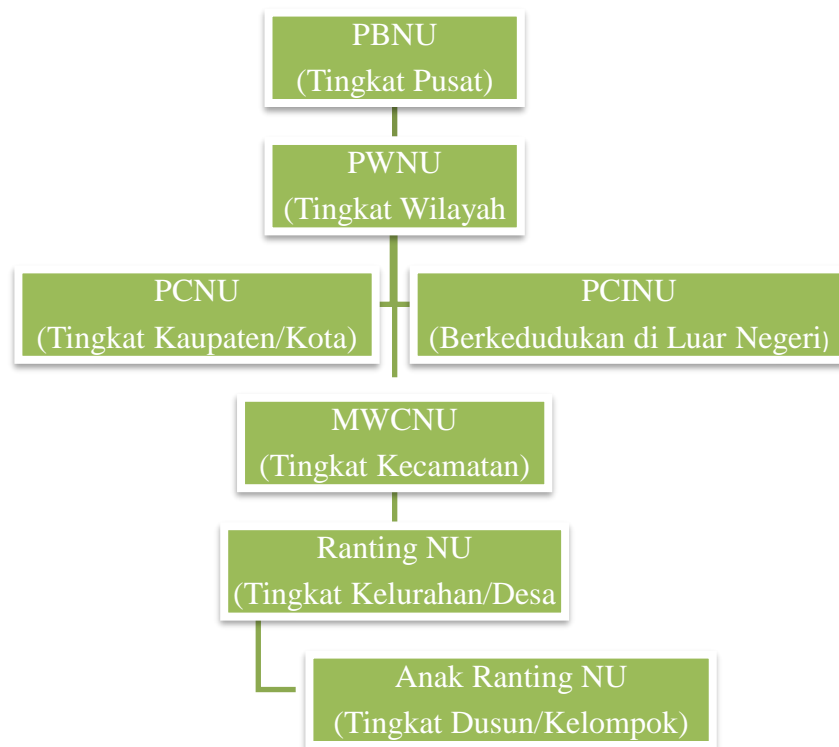 PBNU
(Tingkat Pusat)
PWNU
(Tingkat Wilayah
PCNU
(Tingkat Kaupaten/Kota)
PCINU
(Berkedudukan di Luar Negeri)
MWCNU
(Tingkat Kecamatan)
Ranting NU
(Tingkat Kelurahan/Desa
Anak Ranting NU
(Tingkat Dusun/Kelompok)